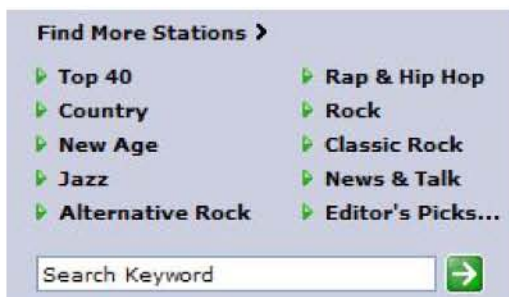 Find More Stations >
Top 40
Country
New Age
Jazz
Alternative Rock
Rap & Hip Hop
Rock
Classic Rock
News & Talk
Editor's Picks...
Search Keyword